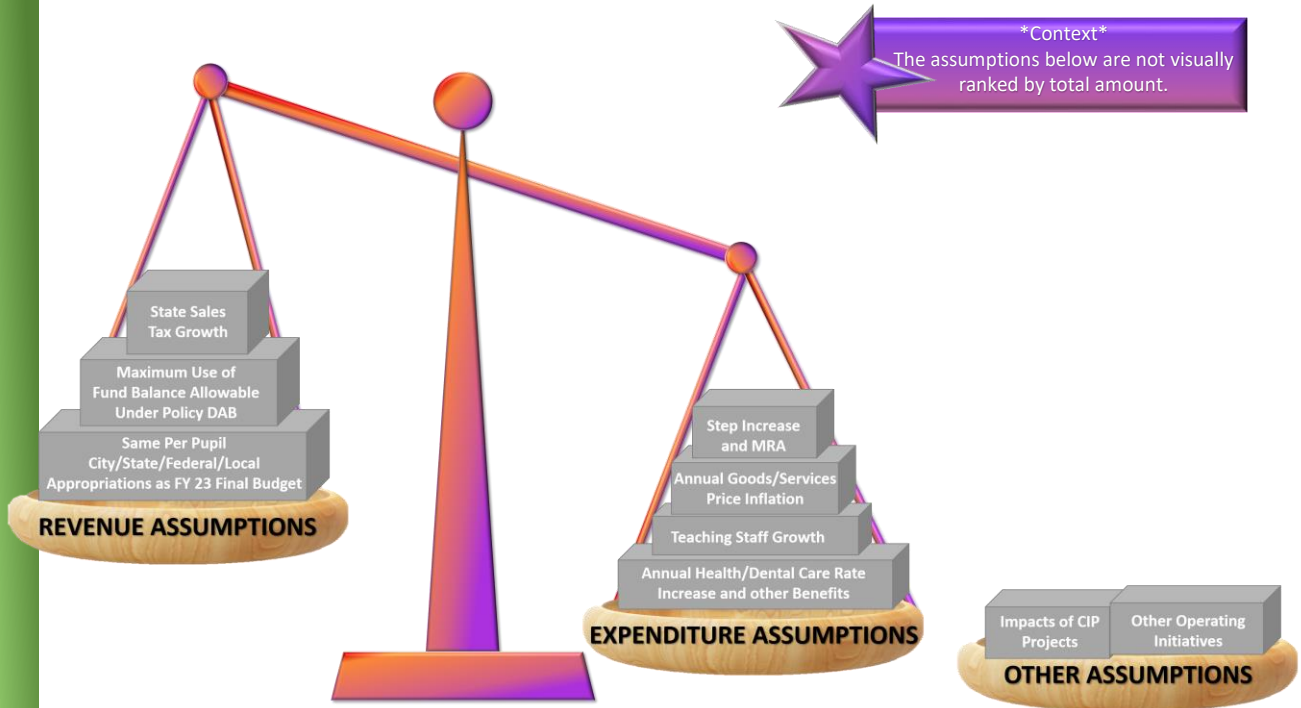 *Context*
The assumptions below are not visually
ranked by total amount.
State Sales
Tax Growth
Maximum Use of
Fund Balance Allowable
Under Policy DAB
Same Per Pupil
City/State/Federal/Local
Appropriations as FY 23 Final Budget
REVENUE ASSUMPTIONS
Step Increase
and MRA
Annual Goods/Services
Price Inflation
Teaching Staff Growth
Annual Health/Dental Care Rate
Increase and other Benefits
EXPENDITURE ASSUMPTIONS
Impacts of CIP
Projects
Other Operating
Initiatives
OTHER ASSUMPTIONS